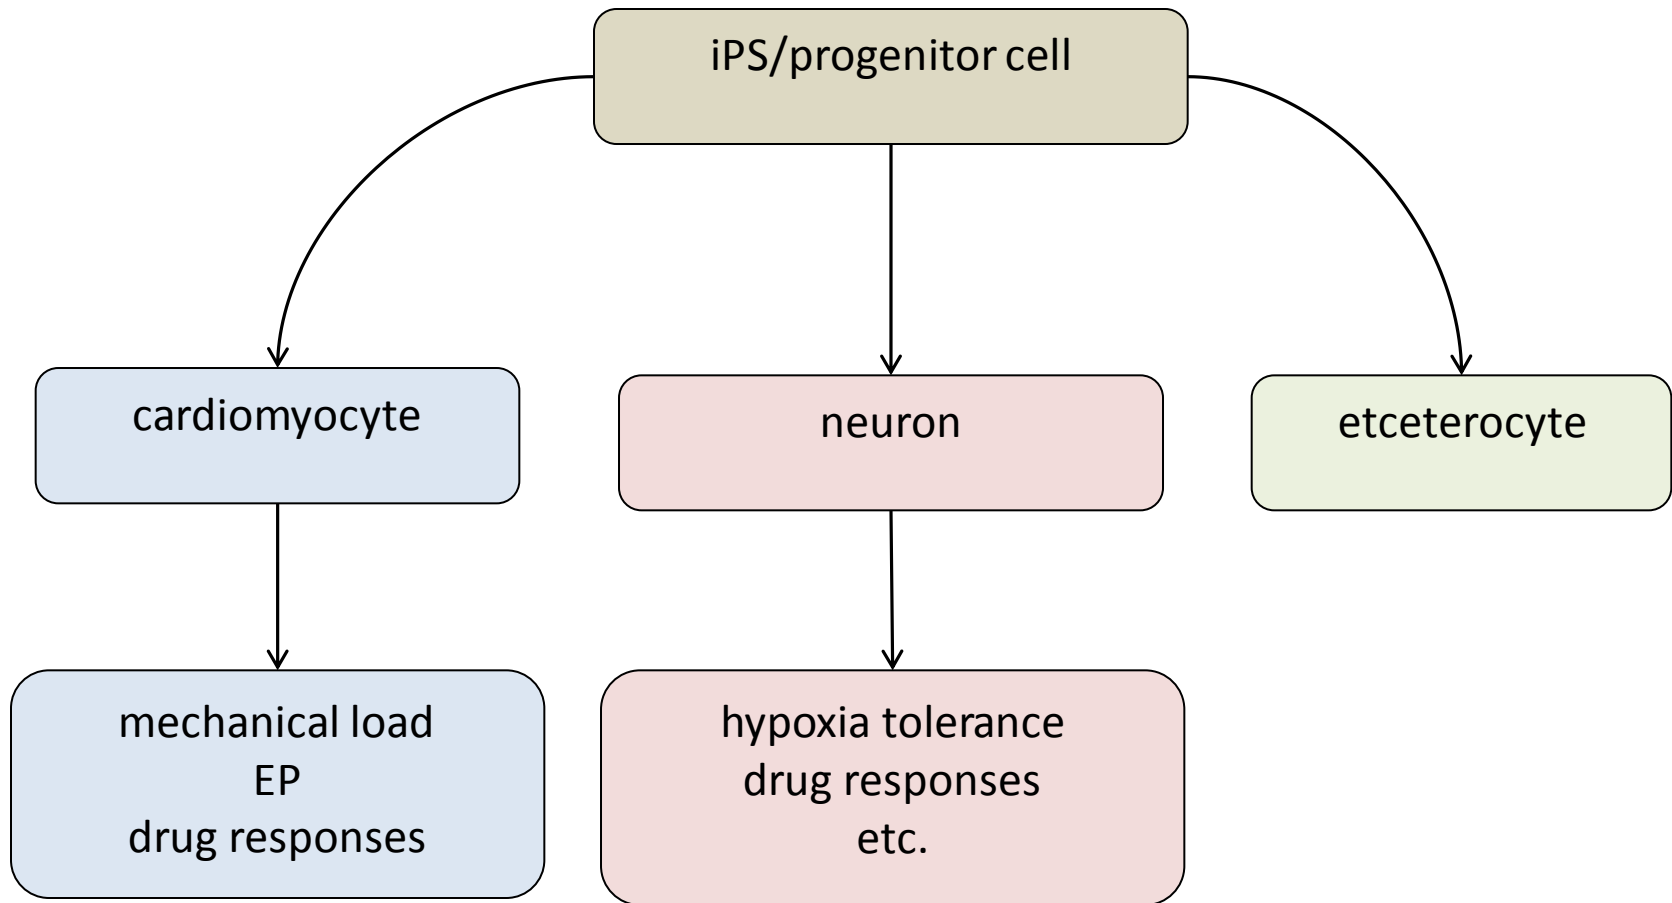 iPS/progenitor cell
cardiomyocyte
neuron
etceterocyte
mechanical load
EP
drug responses
hypoxia tolerance
drug responses
etc.